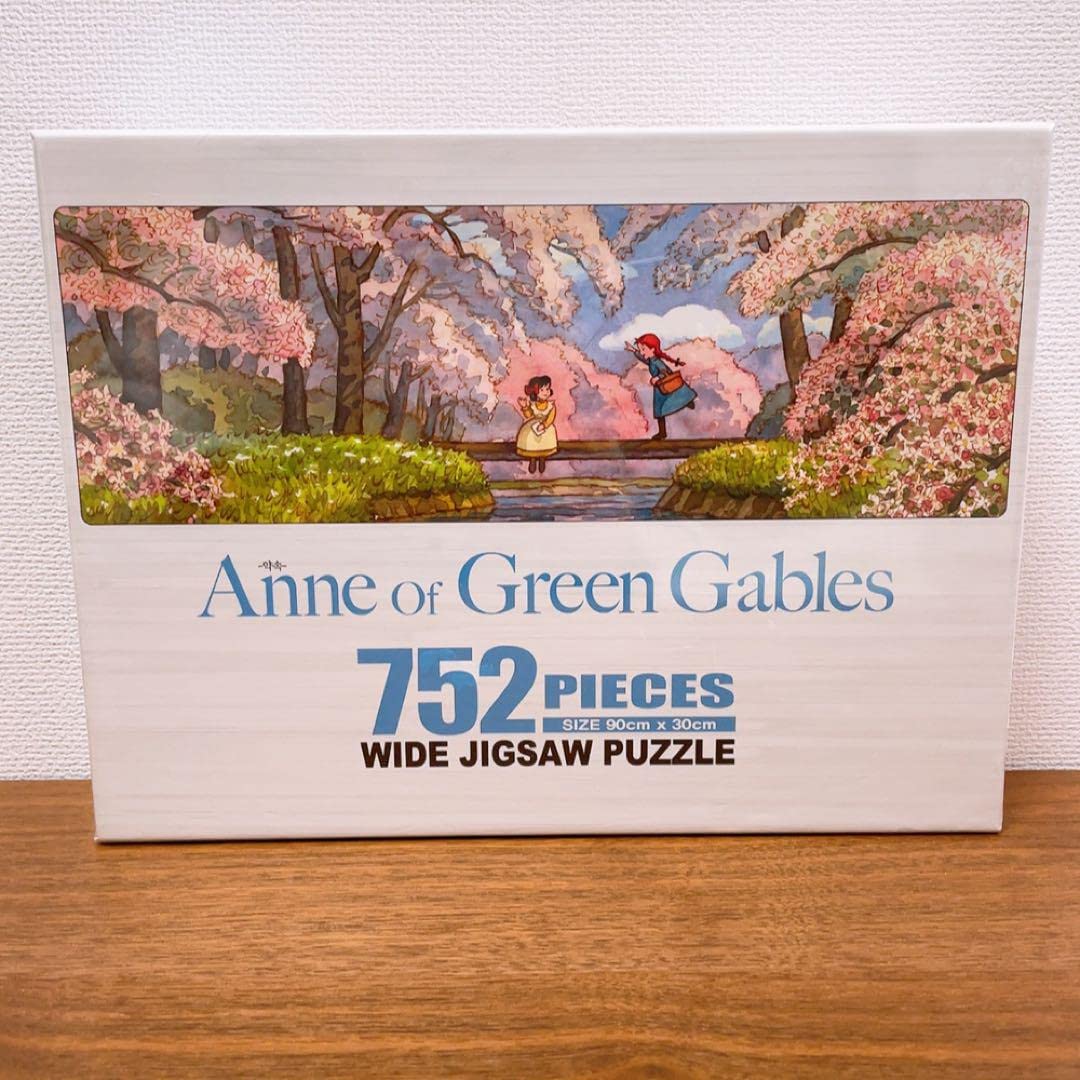 -약속-
Anne of Green Gables
752 PIECES
SIZE 90cm x 30cm
WIDE JIGSAW PUZZLE